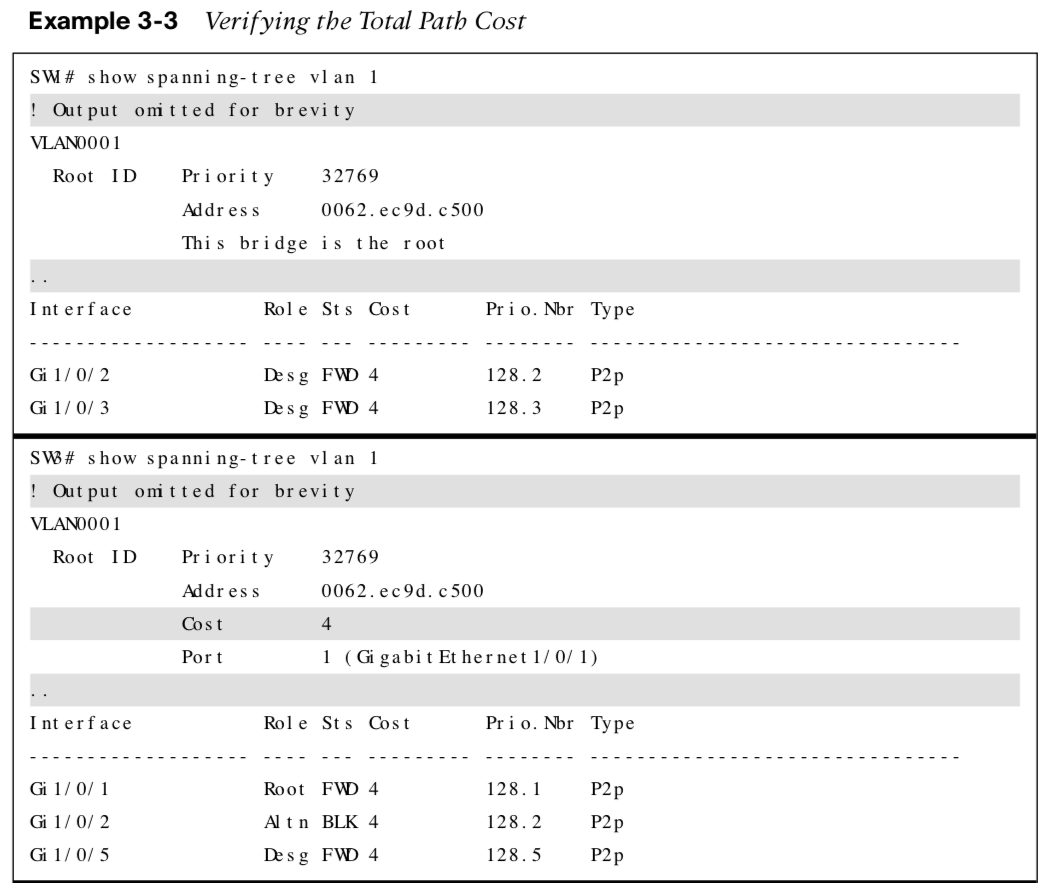 Example 3-3 Verifying the Total Path Cost
SW1# show spanning-tree vlan 1
! Output omitted for brevity
VLAN0001
Root ID Priority 32769
Address 0062.ec9d.c500
This bridge is the root
..
Interface Role Sts Cost Prio.Nbr Type
------------------- ---- --- --------- -------- --------------------------------
Gi1/0/2 Desg FWD 4 128.2 P2p
Gi1/0/3 Desg FWD 4 128.3 P2p
SW3# show spanning-tree vlan 1
! Output omitted for brevity
VLAN0001
Root ID Priority 32769
Address 0062.ec9d.c500
Cost 4
Port 1 (GigabitEthernet1/0/1)
..
Interface Role Sts Cost Prio.Nbr Type
------------------- ---- --- --------- -------- --------------------------------
Gi1/0/1 Root FWD 4 128.1 P2p
Gi1/0/2 Altn BLK 4 128.2 P2p
Gi1/0/5 Desg FWD 4 128.5 P2p